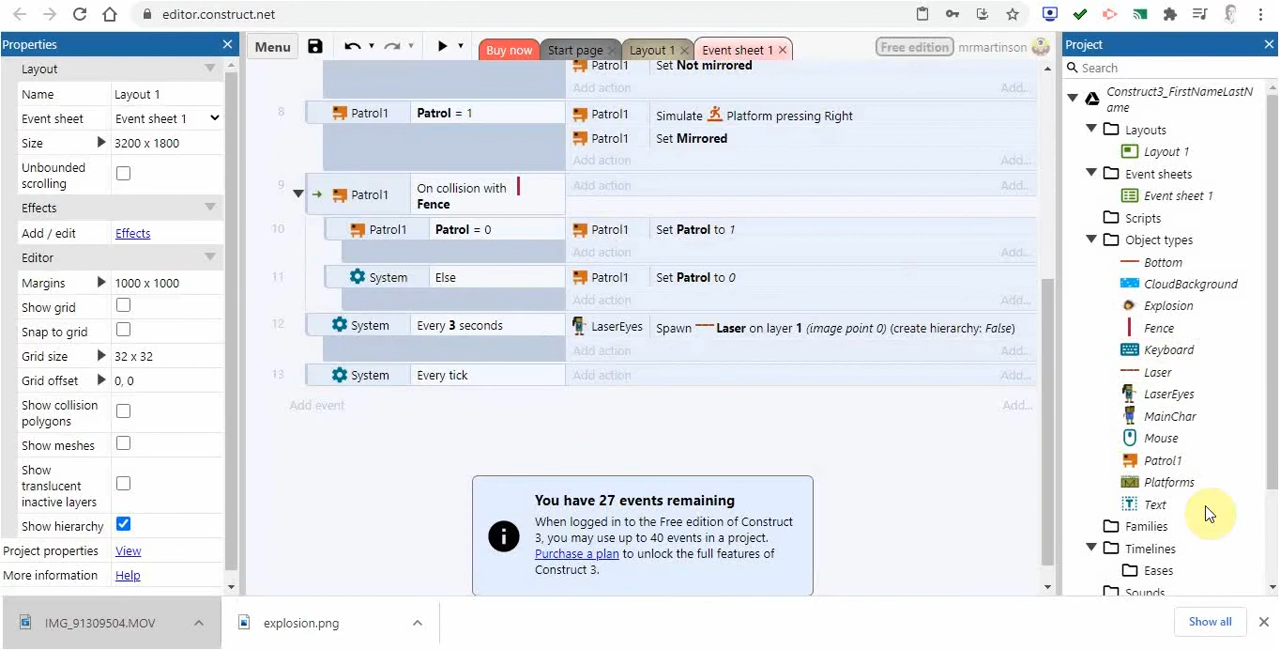 editor.construct.net
Properties
Menu
Buy now
Start page
Layout 1
Event sheet 1
Free edition
mrmartinson
Project
Layout
Name Layout 1
Event sheet Event sheet 1
Size 3200 x 1800
Unbounded
scrolling
Effects
Add / edit Effects
Editor
Margins 1000 x 1000
Show grid
Snap to grid
Grid size 32 x 32
Grid offset 0, 0
Show collision
polygons
Show meshes
Show
translucent
inactive layers
Show hierarchy
Project properties View
More information Help
Patrol1 Set Not mirrored
Add action Add...
8 Patrol1 Patrol = 1 Patrol1 Simulate Platform pressing Right
Patrol1 Set Mirrored
Add action Add...
9 Patrol1 On collision with
Fence
Add action Add...
10 Patrol1 Patrol = 0 Patrol1 Set Patrol to 1
Add action Add...
11 System Else Patrol1 Set Patrol to 0
Add action Add...
12 System Every 3 seconds LaserEyes Spawn Laser on layer 1 (image point 0) (create hierarchy: False)
Add action Add...
13 System Every tick Add action Add...
Add event Add...
You have 27 events remaining
When logged in to the Free edition of Construct
3, you may use up to 40 events in a project.
Purchase a plan to unlock the full features of
Construct 3.
Search
Construct3_FirstNameLastN
ame
Layouts
Layout 1
Event sheets
Event sheet 1
Scripts
Object types
Bottom
CloudBackground
Explosion
Fence
Keyboard
Laser
LaserEyes
MainChar
Mouse
Patrol1
Platforms
Text
Families
Timelines
Eases
Sounds
IMG_91309504.MOV
explosion.png
Show all